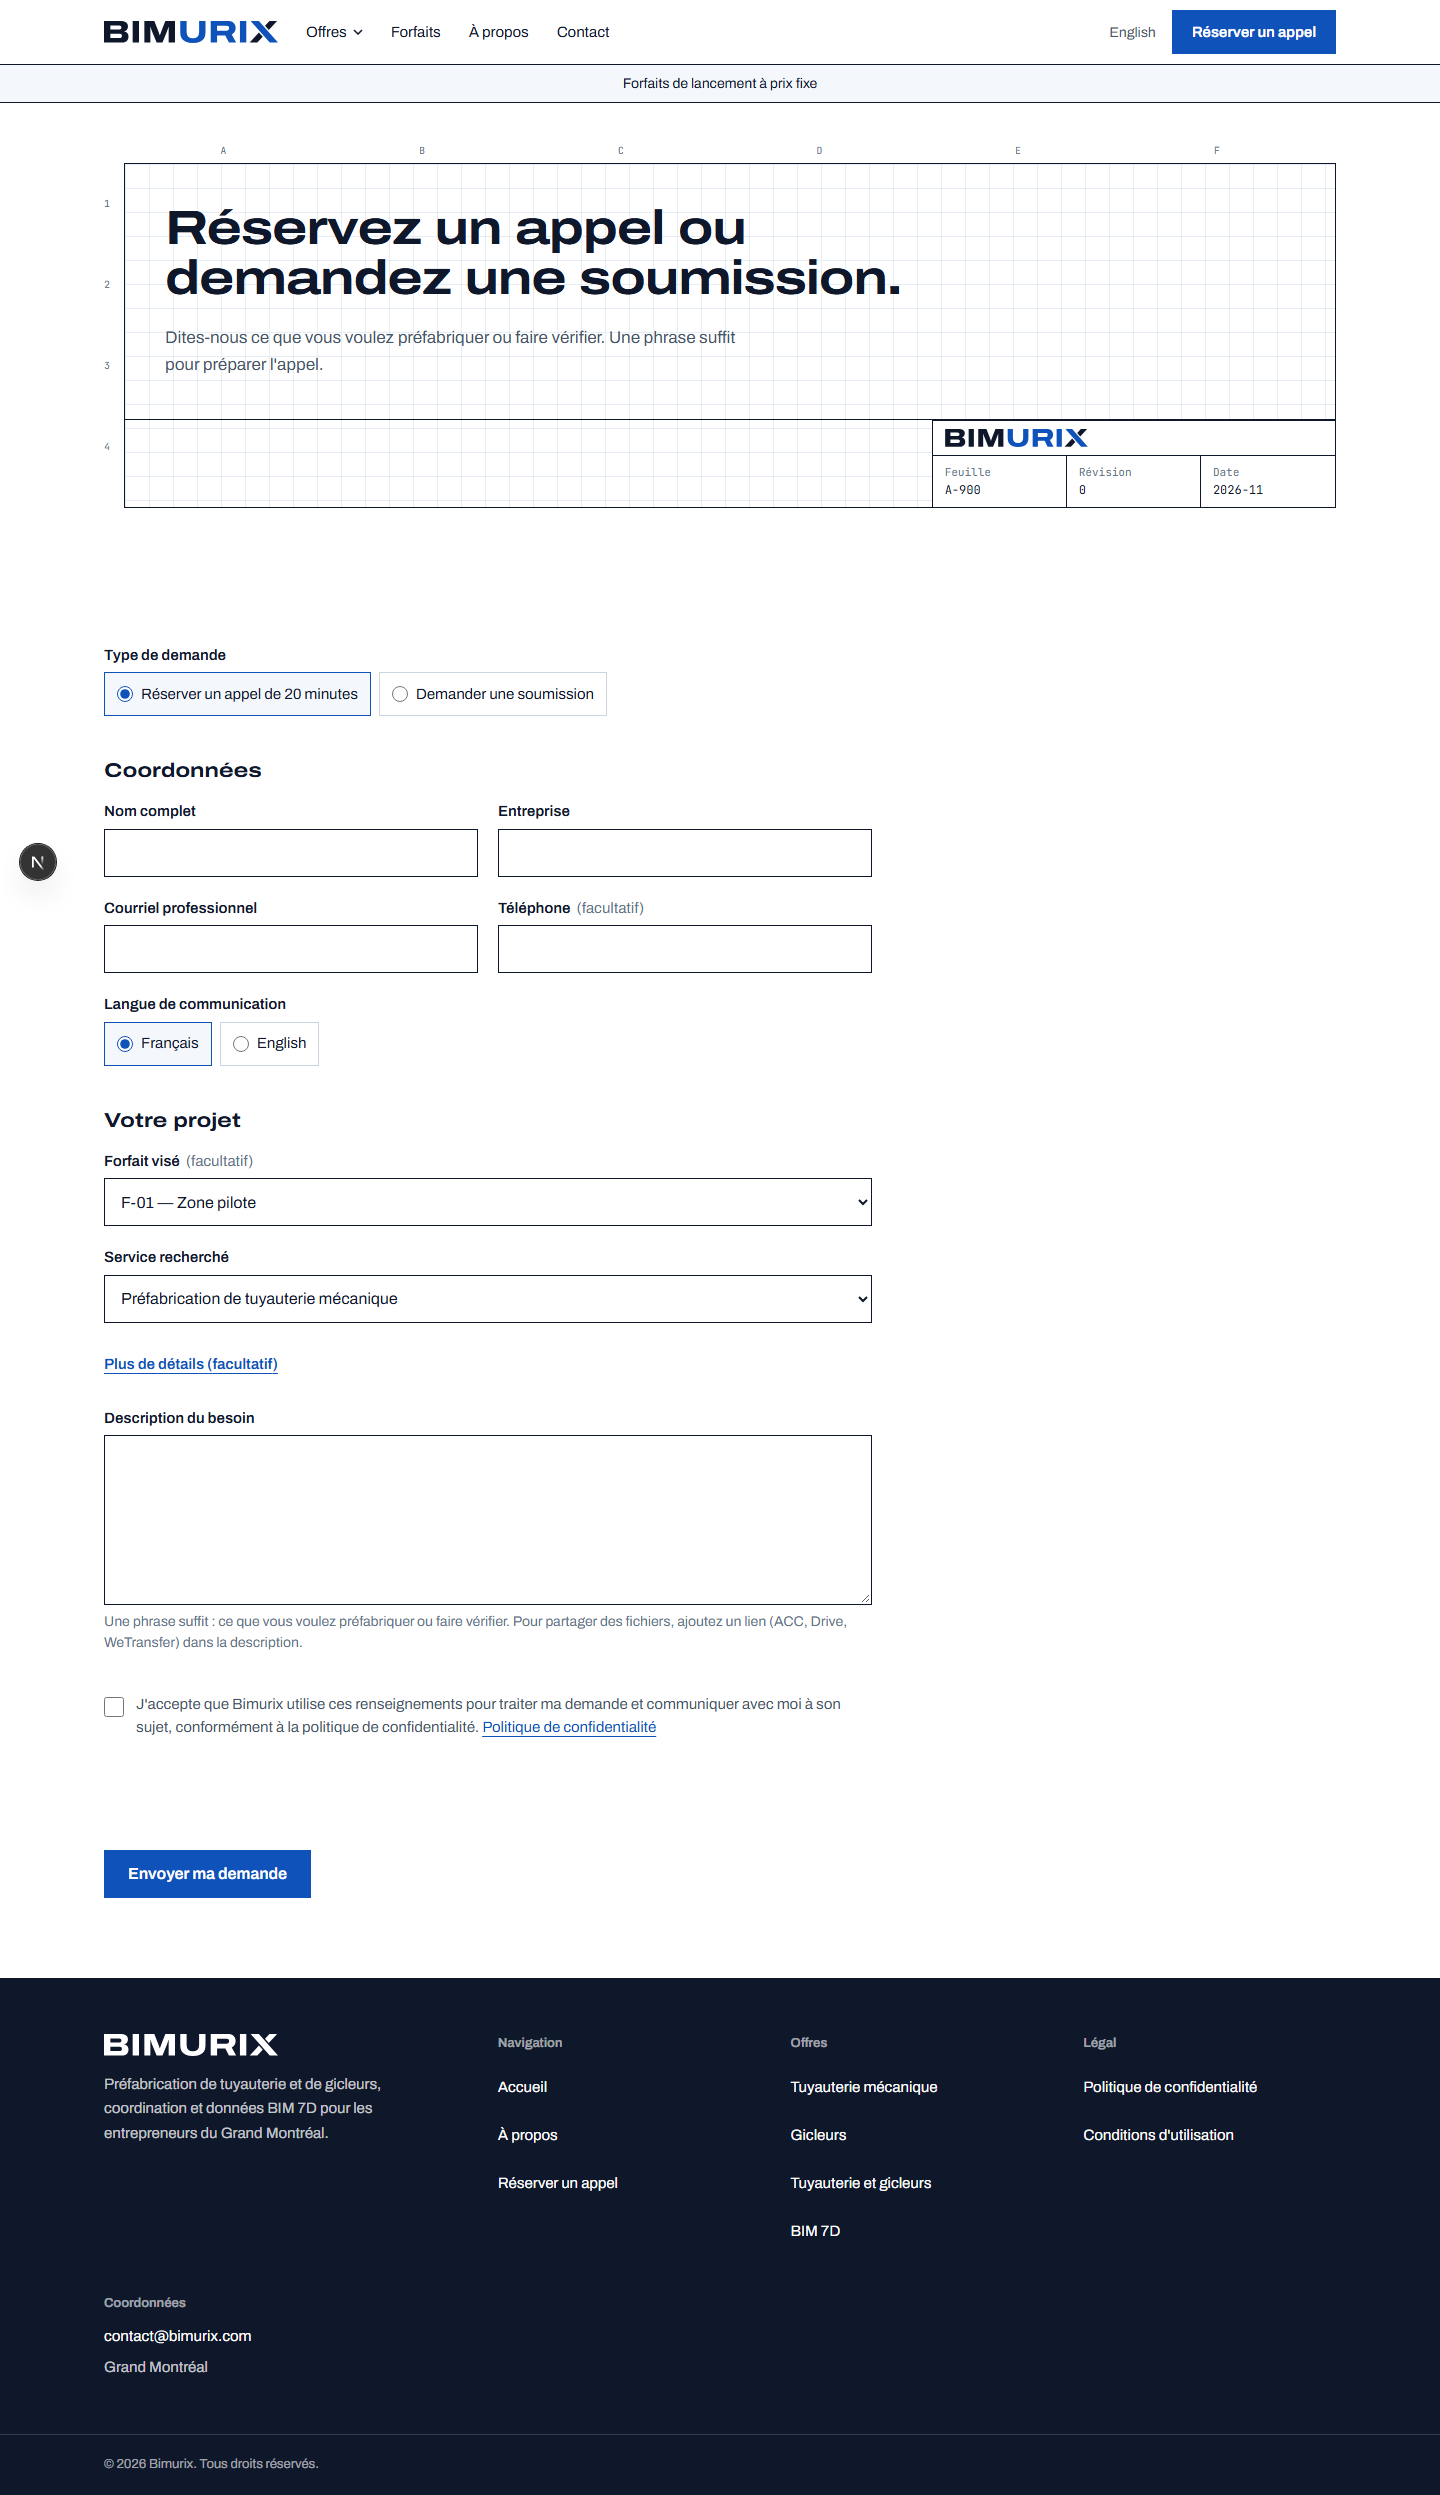 BIMURIX
Offres
Forfaits
À propos
Contact
English
Réserver un appel
Forfaits de lancement à prix fixe
A B C D E F
1
Réservez un appel ou
2
demandez une soumission.
Dites-nous ce que vous voulez préfabriquer ou faire vérifier. Une phrase suffit
3
pour préparer l'appel.
4
BIMURIX
Feuille
A-900
Révision
0
Date
2026-11
Type de demande
Réserver un appel de 20 minutes
Demander une soumission
Coordonnées
Nom complet
Entreprise
Courriel professionnel
Téléphone (facultatif)
Langue de communication
Français
English
Votre projet
Forfait visé (facultatif)
F-01 — Zone pilote
Service recherché
Préfabrication de tuyauterie mécanique
Plus de détails (facultatif)
Description du besoin
Une phrase suffit : ce que vous voulez préfabriquer ou faire vérifier. Pour partager des fichiers, ajoutez un lien (ACC, Drive,
WeTransfer) dans la description.
J'accepte que Bimurix utilise ces renseignements pour traiter ma demande et communiquer avec moi à son
sujet, conformément à la politique de confidentialité. Politique de confidentialité
Envoyer ma demande
BIMURIX
Préfabrication de tuyauterie et de gicleurs,
coordination et données BIM 7D pour les
entrepreneurs du Grand Montréal.
Navigation
Accueil
À propos
Réserver un appel
Offres
Tuyauterie mécanique
Gicleurs
Tuyauterie et gicleurs
BIM 7D
Légal
Politique de confidentialité
Conditions d'utilisation
Coordonnées
contact@bimurix.com
Grand Montréal
© 2026 Bimurix. Tous droits réservés.
N